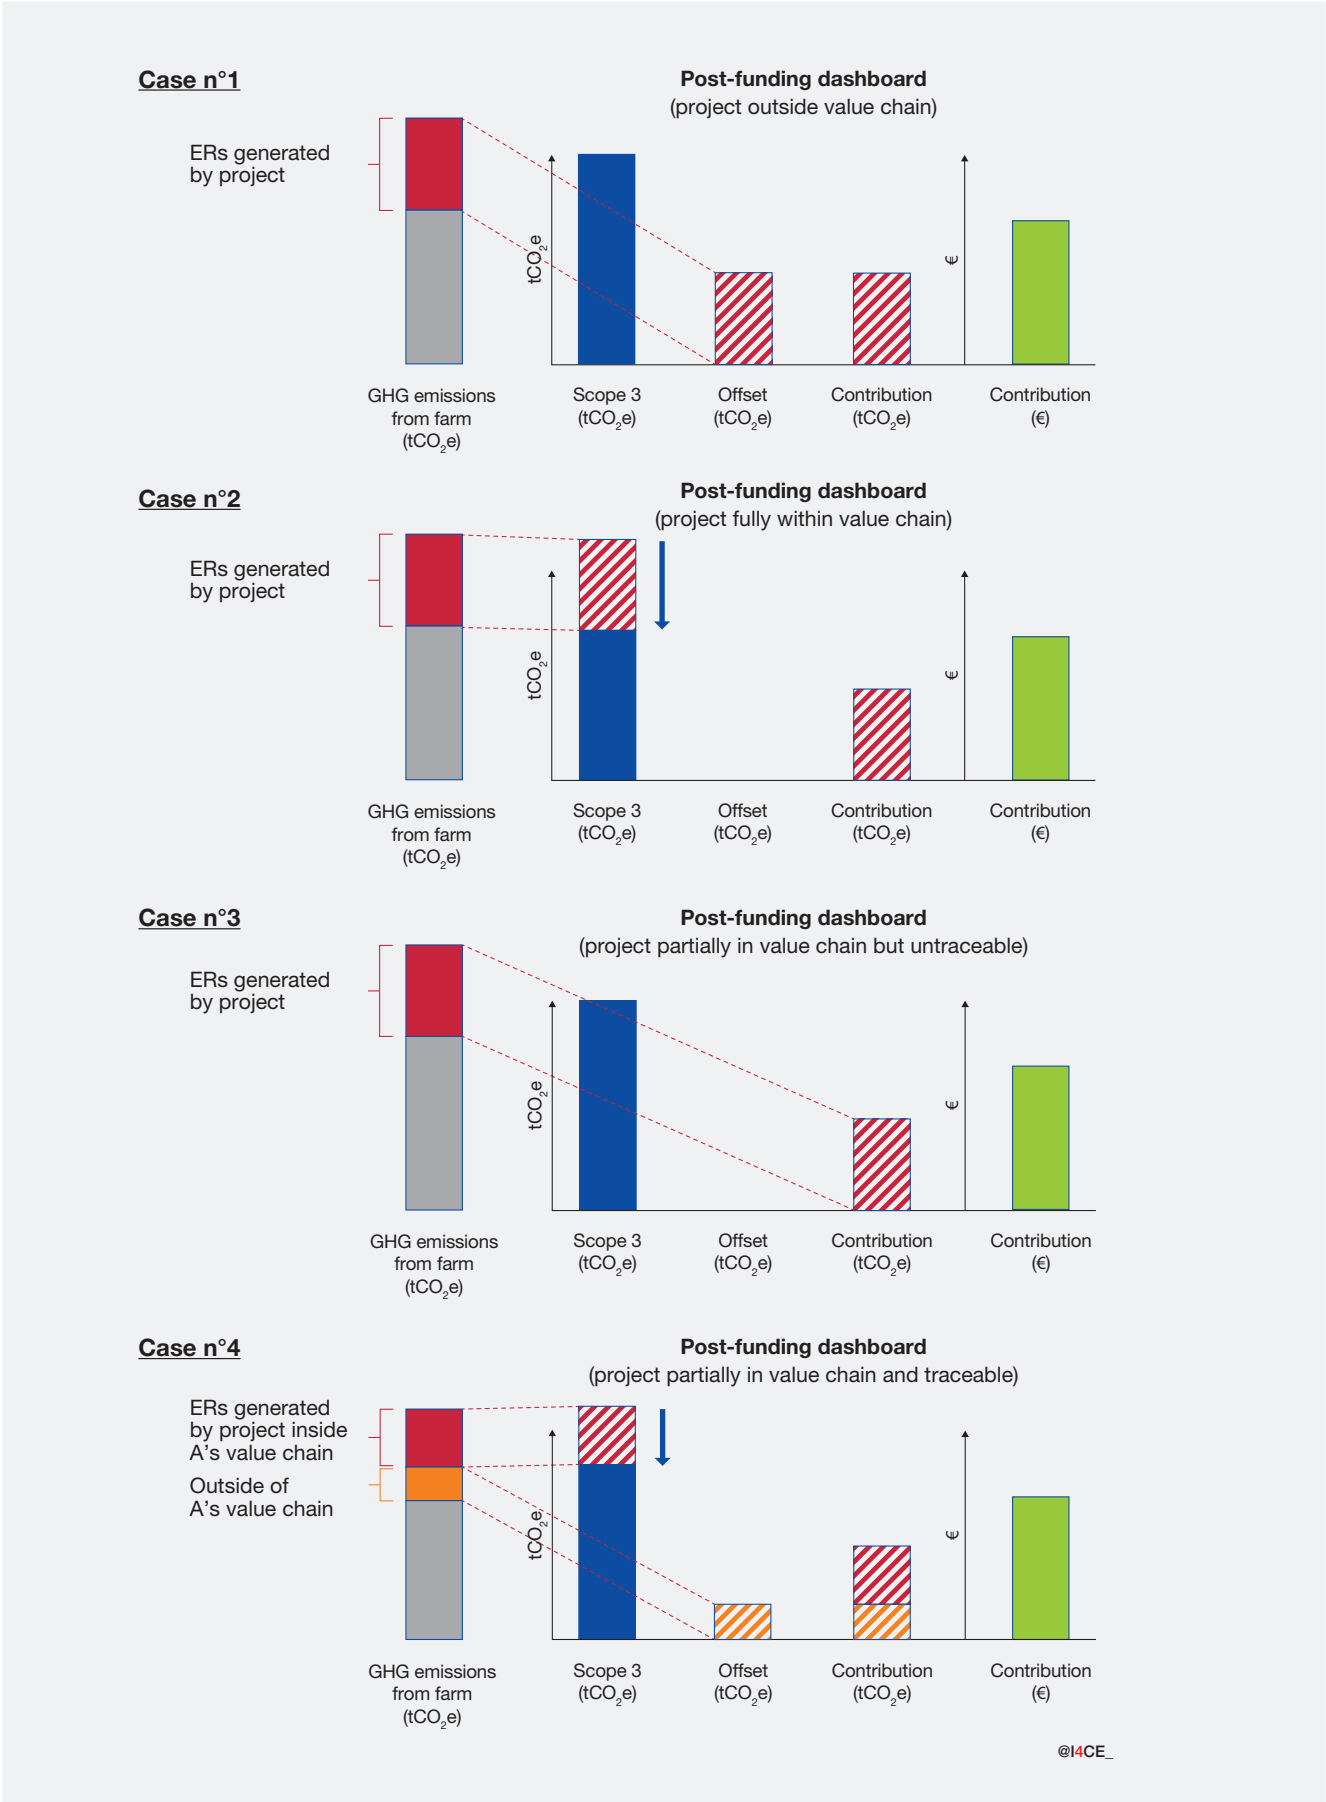 Case n°1
Post-funding dashboard
(project outside value chain)
ERs generated
by project
tCO₂e
€
GHG emissions
from farm
(tCO₂e)
Scope 3
(tCO₂e)
Offset
(tCO₂e)
Contribution
(tCO₂e)
Contribution
(€)
Case n°2
Post-funding dashboard
(project fully within value chain)
ERs generated
by project
tCO₂e
€
GHG emissions
from farm
(tCO₂e)
Scope 3
(tCO₂e)
Offset
(tCO₂e)
Contribution
(tCO₂e)
Contribution
(€)
Case n°3
Post-funding dashboard
(project partially in value chain but untraceable)
ERs generated
by project
tCO₂e
€
GHG emissions
from farm
(tCO₂e)
Scope 3
(tCO₂e)
Offset
(tCO₂e)
Contribution
(tCO₂e)
Contribution
(€)
Case n°4
Post-funding dashboard
(project partially in value chain and traceable)
ERs generated
by project inside
A's value chain
Outside of
A's value chain
tCO₂e
€
GHG emissions
from farm
(tCO₂e)
Scope 3
(tCO₂e)
Offset
(tCO₂e)
Contribution
(tCO₂e)
Contribution
(€)
@I4CE_